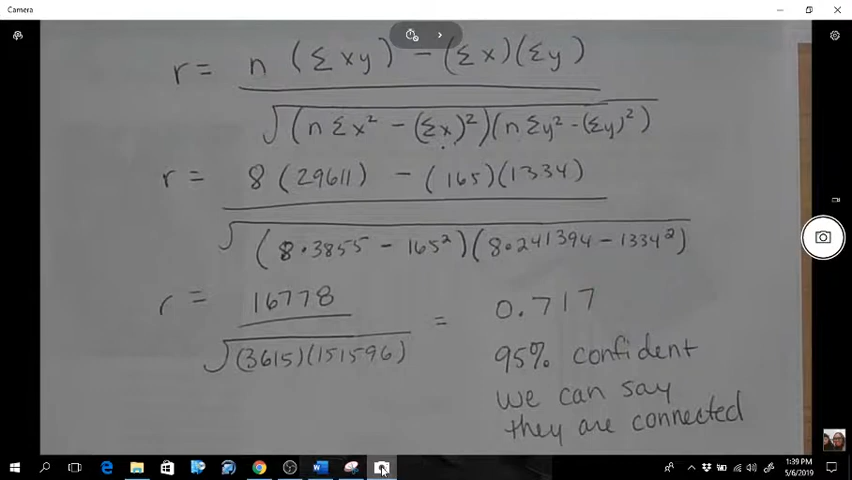 Camera
r = n (Σxy) - (Σx)(Σy)
√(nΣx² - (Σx)²)(nΣy² - (Σy)²)
r = 8(29611) - (165)(1334)
√(8·3855 - 165²)(8·241394 - 1334²)
r = 16778
√(3615)(151596)
= 0.717
95% confident
we can say
they are connected
1:39 PM
5/6/2019